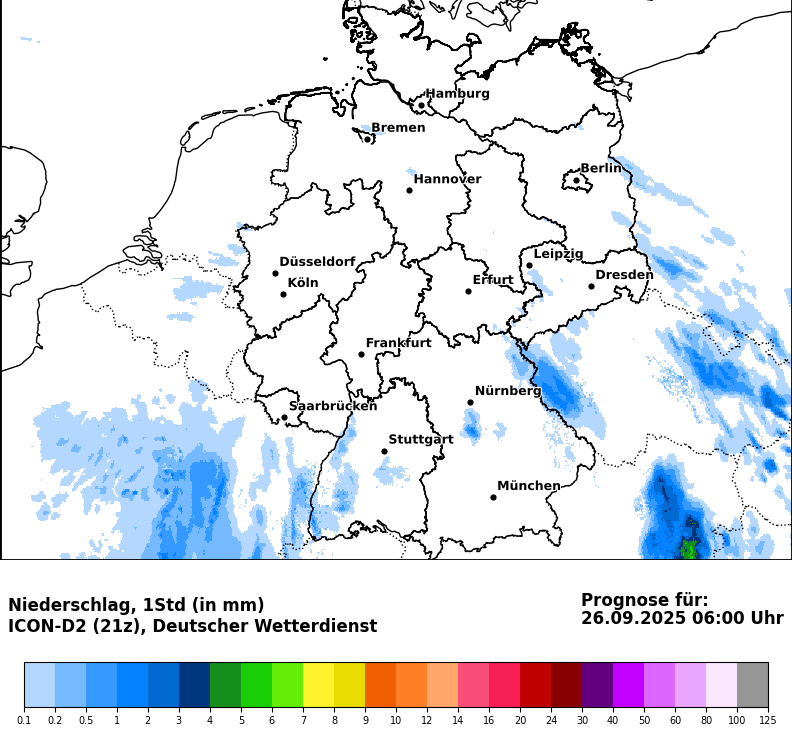 Hamburg
Bremen
Berlin
Hannover
Leipzig
Düsseldorf
Dresden
Köln
Erfurt
Frankfurt
Nürnberg
Saarbrücken
Stuttgart
München
Niederschlag, 1Std (in mm)
ICON-D2 (21z), Deutscher Wetterdienst
Prognose für:
26.09.2025 06:00 Uhr
0.1 0.2 0.5 1 2 3 4 5 6 7 8 9 10 12 14 16 20 24 30 40 50 60 80 100 125